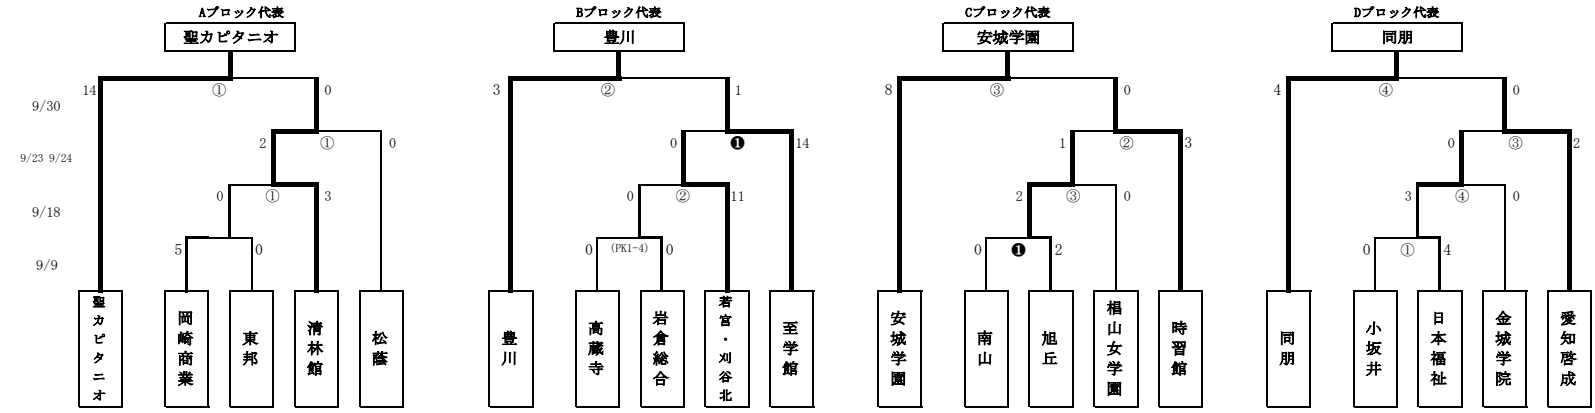 Aブロック代表 Bブロック代表 Cブロック代表 Dブロック代表
聖カピタニオ 豊川 安城学園 同朋
14 ① 0 3 ② 1 8 ③ 0 4 ④ 0
9/30
2 ① 0 0 ❶ 14 1 ② 3 0 ③ 2
9/23 9/24
0 ① 3 0 ② 11 2 ③ 0 3 ④ 0
9/18
5 0 0 (PK1-4) 0 0 ❶ 2 0 ① 4
9/9
聖カピタニオ
岡崎商業
東邦
清林館
松蔭
豊川
高蔵寺
岩倉総合
若宮・刈谷北
至学館
安城学園
南山
旭丘
椙山女学園
時習館
同朋
小坂井
日本福祉
金城学院
愛知啓成